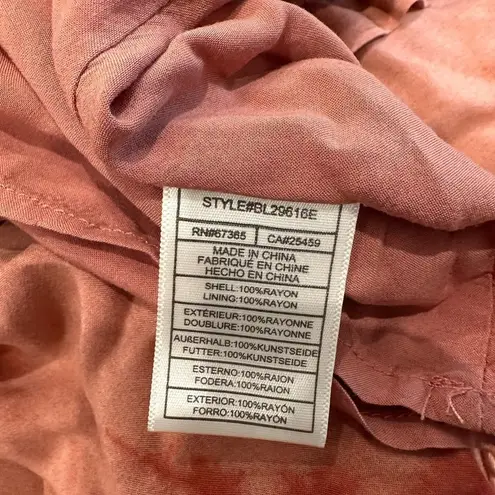 STYLE#BL29616E
RN#67365 CA#25459
MADE IN CHINA
FABRIQUÉ EN CHINE
HECHO EN CHINA
SHELL:100%RAYON
LINING:100%RAYON
EXTÉRIEUR:100%RAYONNE
DOUBLURE:100%RAYONNE
AUßERHALB:100%KUNSTSEIDE
FUTTER:100%KUNSTSEIDE
ESTERNO:100%RAION
FODERA:100%RAION
EXTERIOR:100%RAYÓN
FORRO:100%RAYÓN